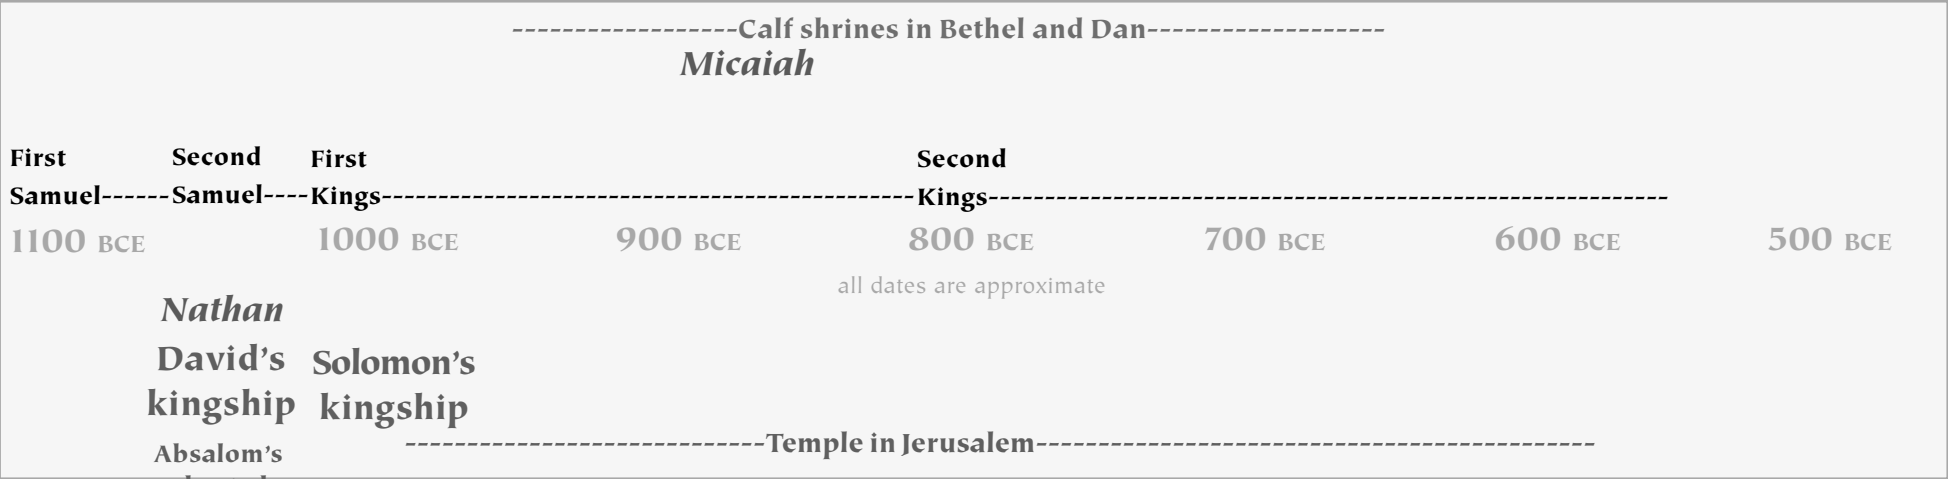 ------------------Calf shrines in Bethel and Dan-------------------
Micaiah
First Second First Second
Samuel------Samuel----Kings-----------------------------------------------Kings------------------------------------------------------------
1100 BCE 1000 BCE 900 BCE 800 BCE 700 BCE 600 BCE 500 BCE
all dates are approximate
Nathan
David’s Solomon’s
kingship kingship
----------------------------Temple in Jerusalem--------------------------------------------
Absalom’s